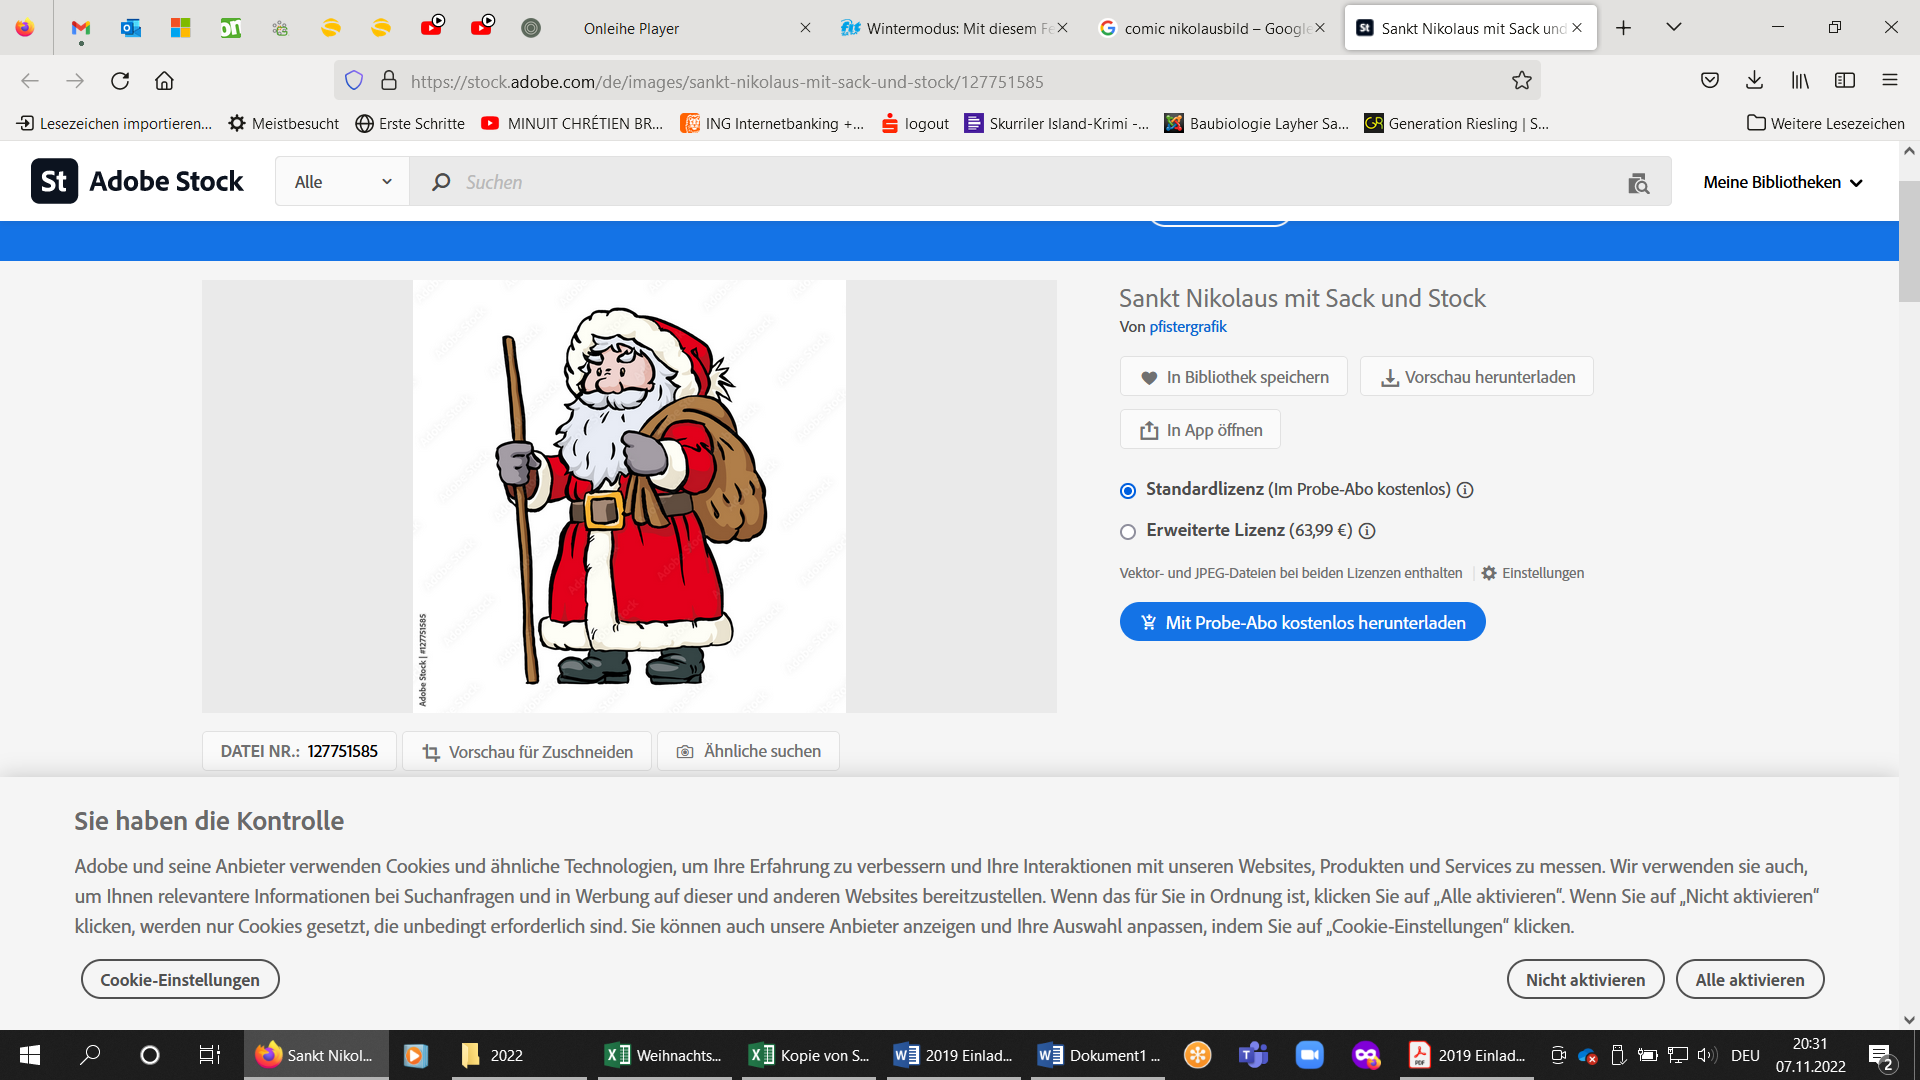 Onleihe Player
Wintermodus: Mit diesem Fe
comic nikolausbild – Google
Sankt Nikolaus mit Sack und
https://stock.adobe.com/de/images/sankt-nikolaus-mit-sack-und-stock/127751585
Lesezeichen importieren...
Meistbesucht
Erste Schritte
MINUIT CHRÉTIEN BR...
ING Internetbanking +...
logout
Skurriler Island-Krimi -...
Baubiologie Layher Sa...
Generation Riesling | S...
Weitere Lesezeichen
St Adobe Stock
Alle
Suchen
Meine Bibliotheken
Sankt Nikolaus mit Sack und Stock
Von pfistergrafik
In Bibliothek speichern
Vorschau herunterladen
In App öffnen
Standardlizenz (Im Probe-Abo kostenlos)
Erweiterte Lizenz (63,99 €)
Vektor- und JPEG-Dateien bei beiden Lizenzen enthalten
Einstellungen
Mit Probe-Abo kostenlos herunterladen
Adobe Stock | #127751585
DATEI NR.: 127751585
Vorschau für Zuschneiden
Ähnliche suchen
Sie haben die Kontrolle
Adobe und seine Anbieter verwenden Cookies und ähnliche Technologien, um Ihre Erfahrung zu verbessern und Ihre Interaktionen mit unseren Websites, Produkten und Services zu messen. Wir verwenden sie auch,
um Ihnen relevantere Informationen bei Suchanfragen und in Werbung auf dieser und anderen Websites bereitzustellen. Wenn das für Sie in Ordnung ist, klicken Sie auf „Alle aktivieren“. Wenn Sie auf „Nicht aktivieren“
klicken, werden nur Cookies gesetzt, die unbedingt erforderlich sind. Sie können auch unsere Anbieter anzeigen und Ihre Auswahl anpassen, indem Sie auf „Cookie-Einstellungen“ klicken.
Cookie-Einstellungen
Nicht aktivieren
Alle aktivieren
Sankt Nikol...
2022
Weihnachts...
Kopie von S...
2019 Einlad...
Dokument1 ...
2019 Einlad...
DEU
20:31
07.11.2022
2